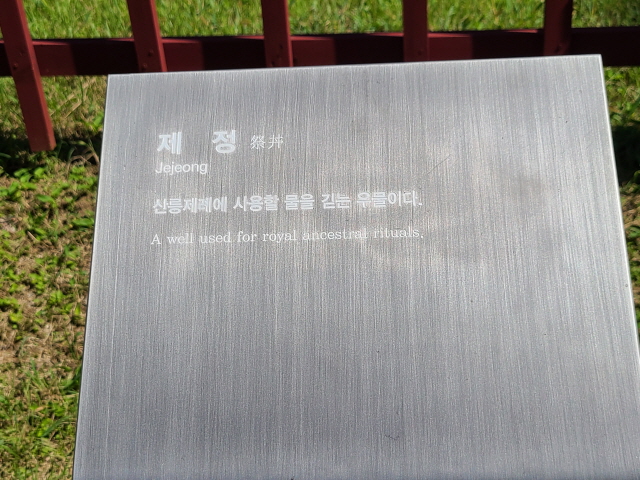 제 정 祭井
Jejeong
산릉제례에 사용할 물을 긷는 우물이다.
A well used for royal ancestral rituals.